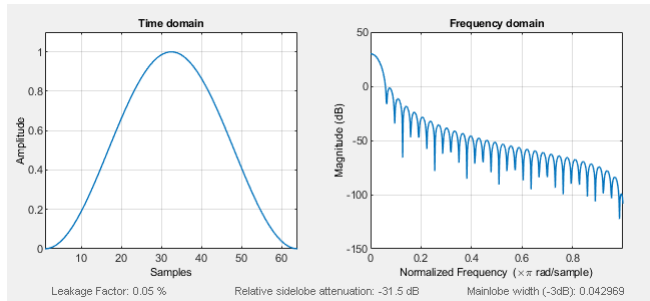 Time domain
Frequency domain
Amplitude
1
0.8
0.6
0.4
0.2
0
10
20
30
40
50
60
Samples
Magnitude (dB)
50
0
-50
-100
-150
0
0.2
0.4
0.6
0.8
Normalized Frequency (×π rad/sample)
Leakage Factor: 0.05 %
Relative sidelobe attenuation: -31.5 dB
Mainlobe width (-3dB): 0.042969